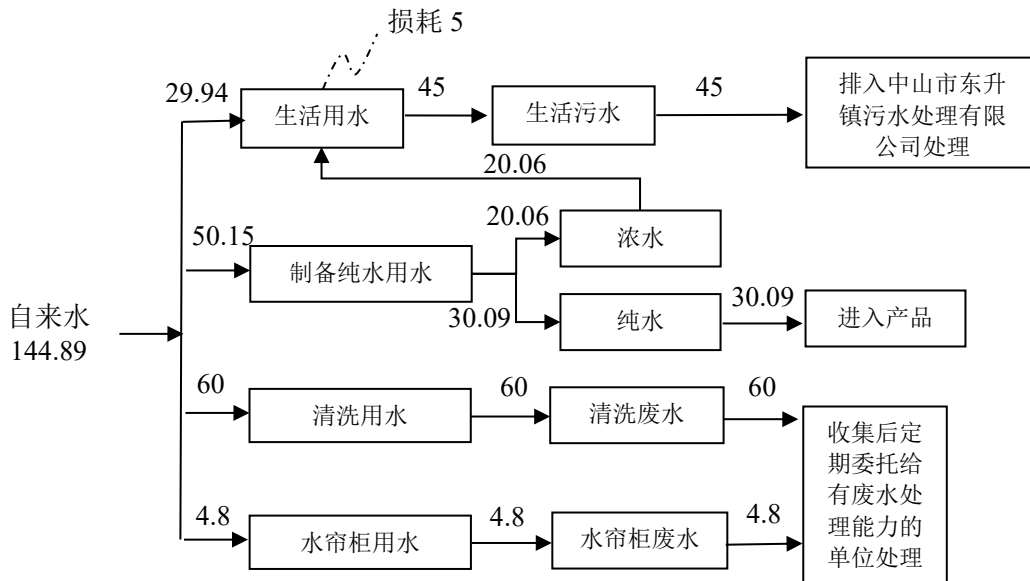 损耗 5
29.94
生活用水
45
生活污水
45
排入中山市东升
镇污水处理有限
公司处理
20.06
50.15
制备纯水用水
20.06
浓水
30.09
纯水
30.09
进入产品
自来水
144.89
60
清洗用水
60
清洗废水
60
收集后定
期委托给
有废水处
理能力的
单位处理
4.8
水帘柜用水
4.8
水帘柜废水
4.8